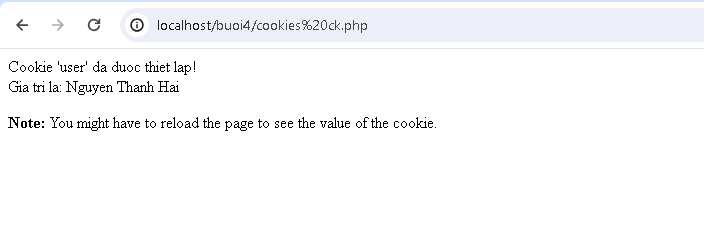 localhost/buoi4/cookies%20ck.php
Cookie 'user' da duoc thiet lap!
Gia tri la: Nguyen Thanh Hai
Note: You might have to reload the page to see the value of the cookie.